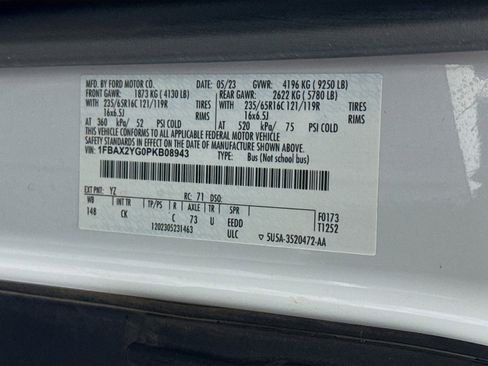 MFD. BY FORD MOTOR CO. 05/23 GVWR: 4196 KG ( 9250 LB)
FRONT GAWR: 1873 KG ( 4130 LB) REAR GAWR: 2622 KG ( 5780 LB)
WITH 235/65R16C 121/119R TIRES WITH 235/65R16C 121/119R TIRES
16x6.5J RIMS 16x6.5J RIMS
AT 360 kPa/ 52 PSI COLD AT 520 kPa/ 75 PSI COLD
THIS VEHICLE CONFORMS TO ALL APPLICABLE FEDERAL MOTOR VEHICLE
SAFETY STANDARDS IN EFFECT ON THE DATE OF MANUFACTURE SHOWN ABOVE.
VIN: 1FBAX2YG0PKB08943 TYPE: Bus (Not school bus)
TYPE: Bus (Not school bus)
EXT PNT: YZ RC: 71 DSO:
WB INT TR TP/PS R AXLE TR SPR F0173
148 CK C 73 U EEDD T1252
1202305231463 ULC ▽ 5U5A-3520472-AA